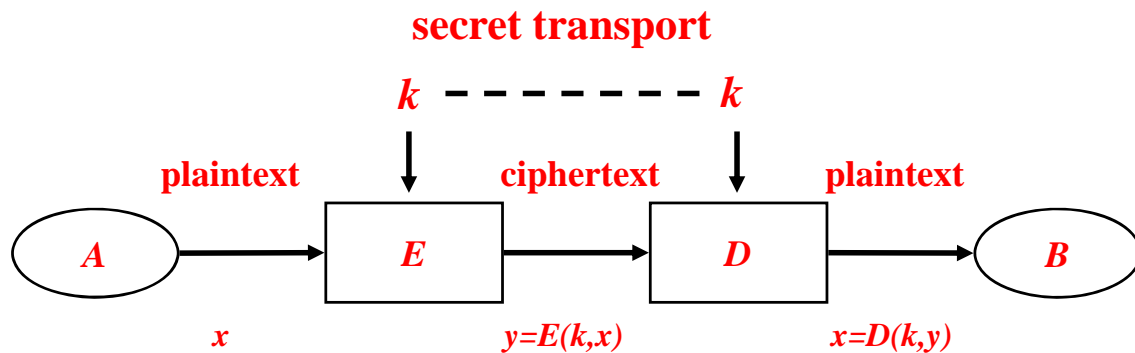 secret transport
k k
plaintext ciphertext plaintext
A E D B
x y=E(k,x) x=D(k,y)